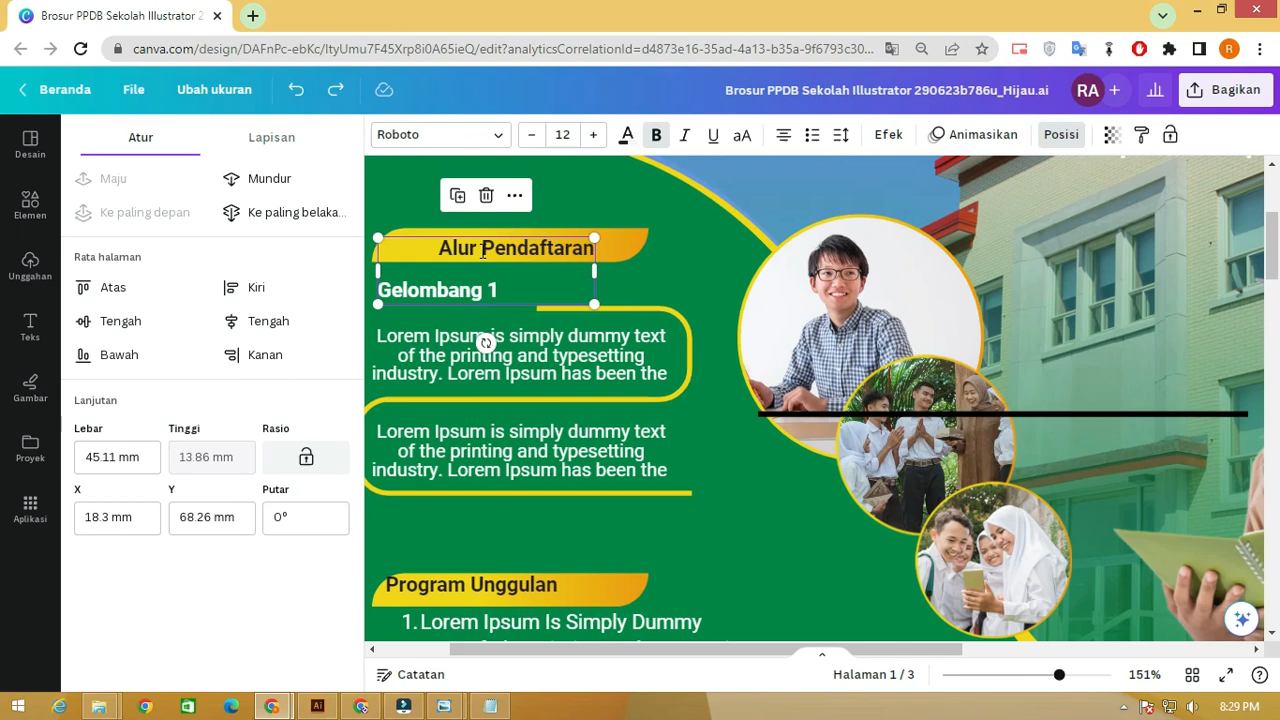 Brosur PPDB Sekolah Illustrator 2
canva.com/design/DAFnPc-ebKc/ItyUmu7F45Xrp8i0A65ieQ/edit?analyticsCorrelationId=d4873e16-35ad-4a13-b35a-9f6793c30...
R
Beranda
File
Ubah ukuran
Brosur PPDB Sekolah Illustrator 290623b786u_Hijau.ai
RA
Bagikan
Desain
Elemen
Unggahan
Teks
Gambar
Proyek
Aplikasi
Atur
Lapisan
Maju
Mundur
Ke paling depan
Ke paling belaka...
Rata halaman
Atas
Kiri
Tengah
Tengah
Bawah
Kanan
Lanjutan
Lebar
Tinggi
Rasio
45.11 mm
13.86 mm
X
Y
Putar
18.3 mm
68.26 mm
0°
Roboto
12
A
B
I
U
aA
Efek
Animasikan
Posisi
Alur Pendaftaran
Gelombang 1
Lorem Ipsum is simply dummy text
of the printing and typesetting
industry. Lorem Ipsum has been the
Lorem Ipsum is simply dummy text
of the printing and typesetting
industry. Lorem Ipsum has been the
Program Unggulan
1. Lorem Ipsum Is Simply Dummy
Catatan
Halaman 1 / 3
151%
8:29 PM